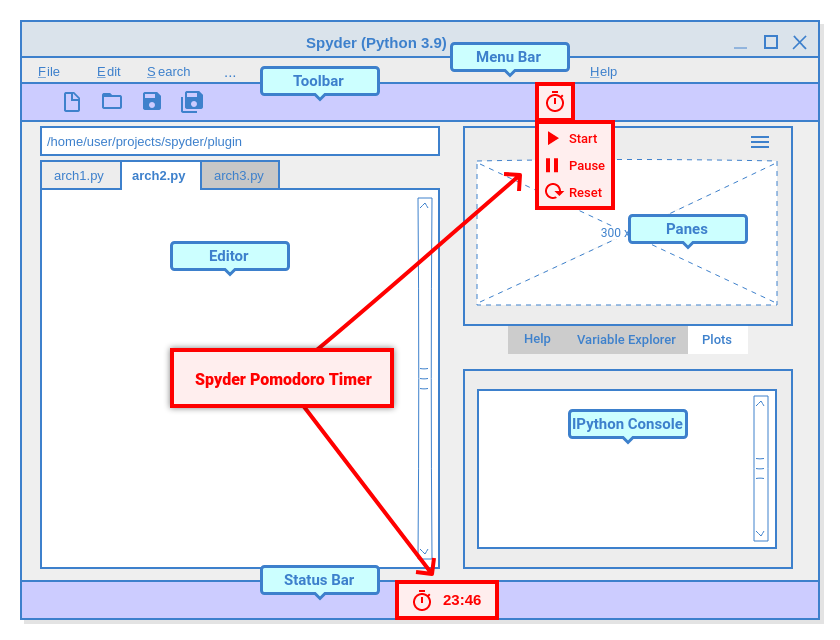 Spyder (Python 3.9)
File Edit Search ... Help
Menu Bar
Toolbar
/home/user/projects/spyder/plugin
arch1.py arch2.py arch3.py
Start
Pause
Reset
300 x
Panes
Editor
Help Variable Explorer Plots
Spyder Pomodoro Timer
IPython Console
Status Bar
23:46